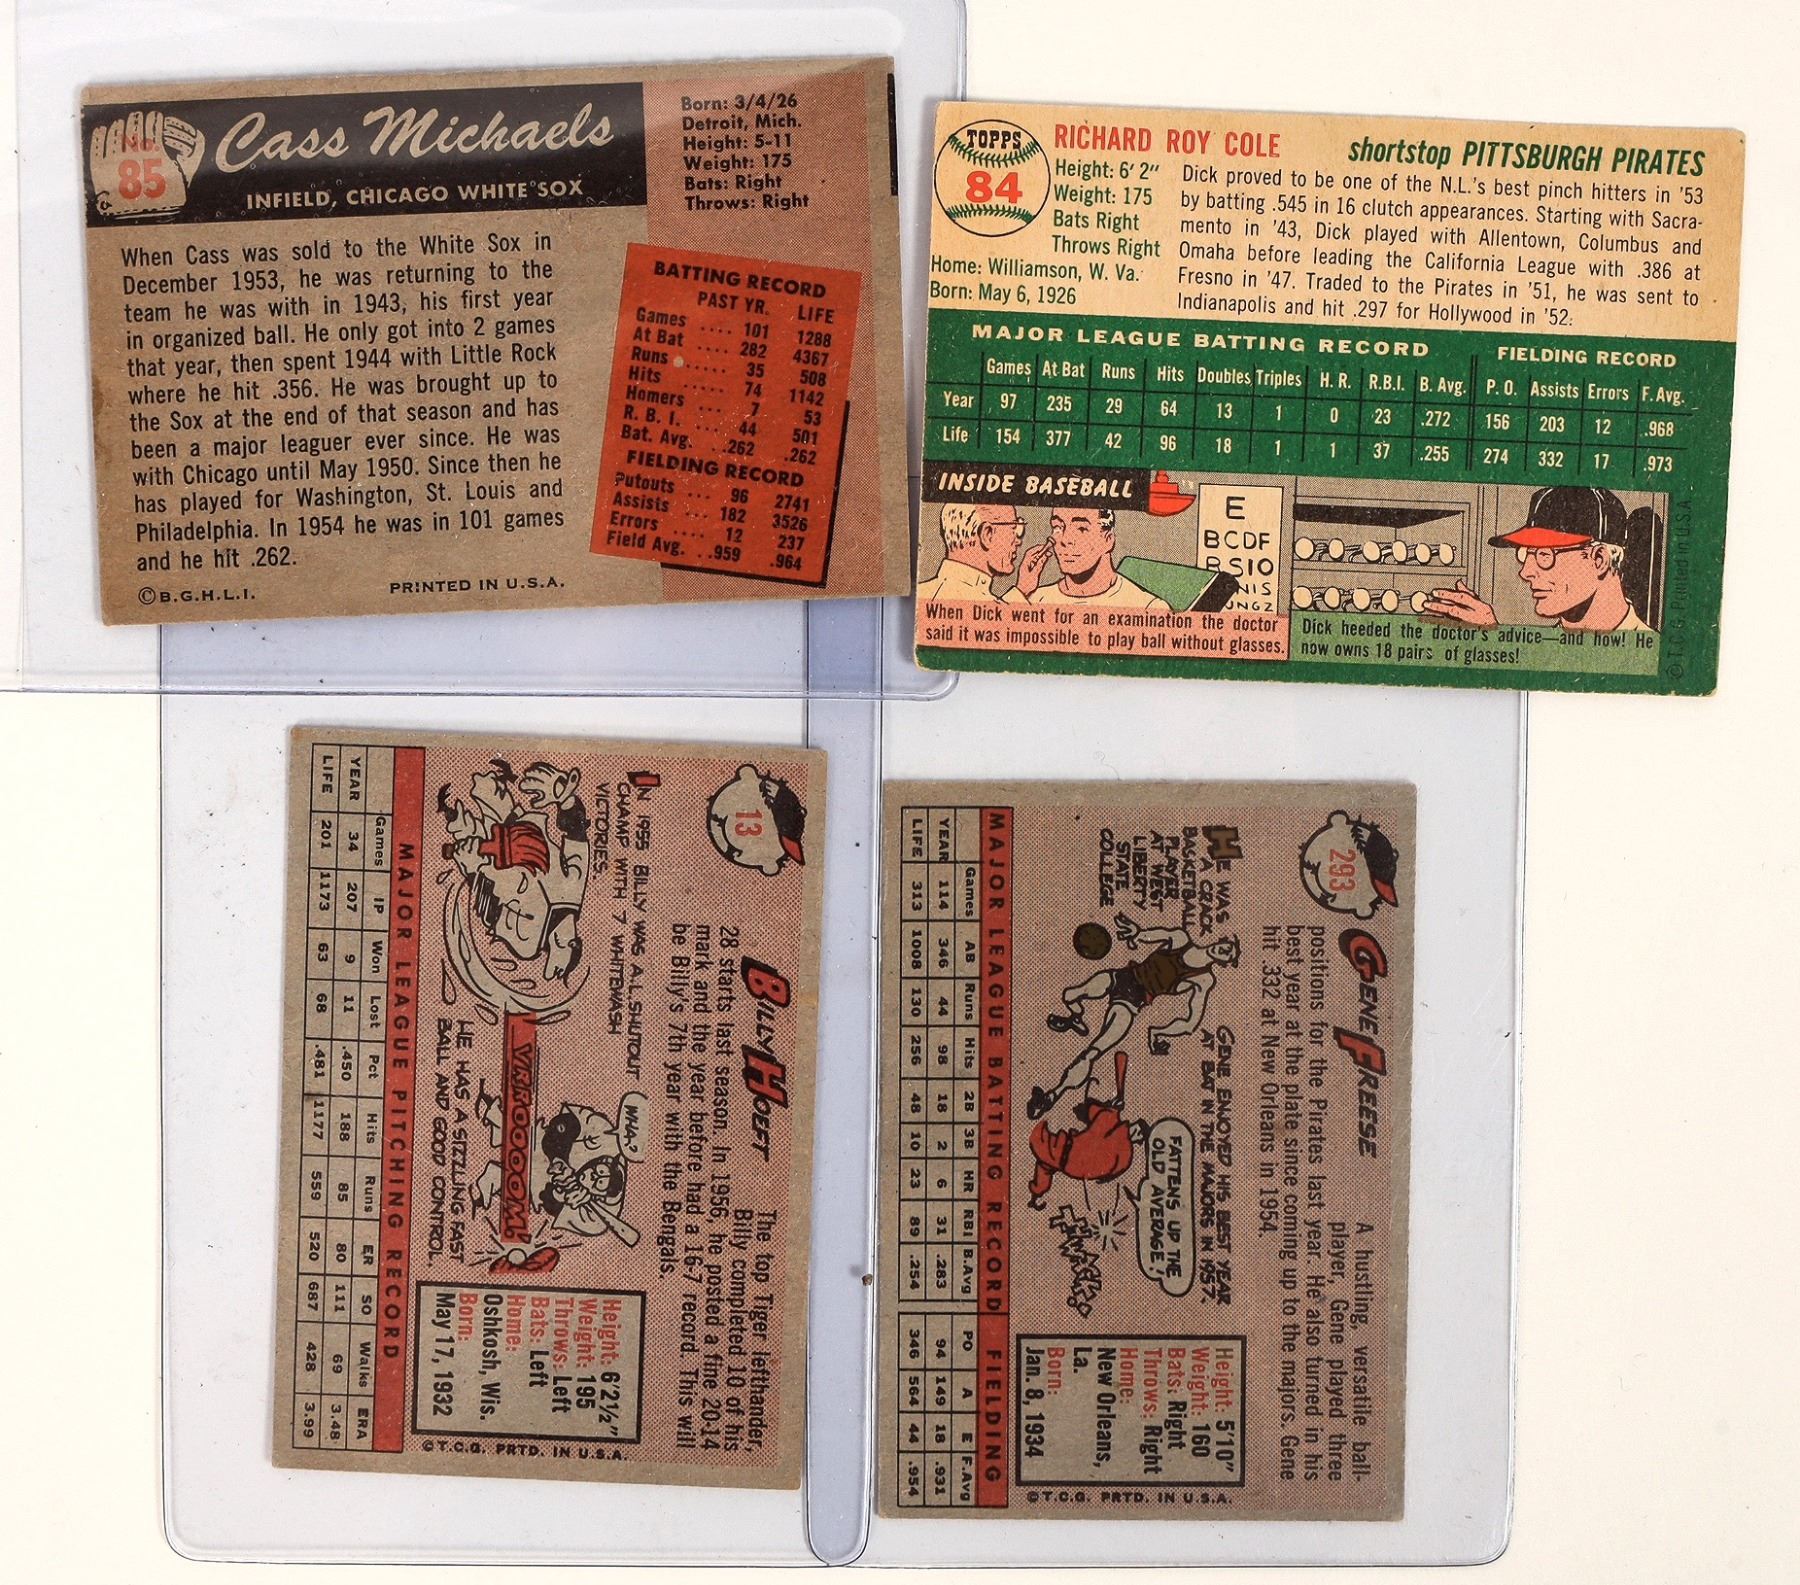 No.
85
Cass Michaels
INFIELD, CHICAGO WHITE SOX
Born: 3/4/26
Detroit, Mich.
Height: 5-11
Weight: 175
Bats: Right
Throws: Right
When Cass was sold to the White Sox in
December 1953, he was returning to the
team he was with in 1943, his first year
in organized ball. He only got into 2 games
that year, then spent 1944 with Little Rock
where he hit .356. He was brought up to
the Sox at the end of that season and has
been a major leaguer ever since. He was
with Chicago until May 1950. Since then he
has played for Washington, St. Louis and
Philadelphia. In 1954 he was in 101 games
and he hit .262.
©B.G.H.L.I. PRINTED IN U.S.A.
BATTING RECORD
PAST YR. LIFE
Games .... 101 1288
At Bat .... 282 4367
Runs ..... 35 508
Hits ..... 74 1142
Homers ... 7 53
R. B. I. .. 44 501
Bat. Avg. .262 .262
FIELDING RECORD
Putouts ... 96 2741
Assists ... 182 3526
Errors .... 12 237
Field Avg. ..959 .964
TOPPS
84
RICHARD ROY COLE
shortstop PITTSBURGH PIRATES
Height: 6' 2"
Weight: 175
Bats Right
Throws Right
Home: Williamson, W. Va.
Born: May 6, 1926
Dick proved to be one of the N.L.'s best pinch hitters in '53
by batting .545 in 16 clutch appearances. Starting with Sacra-
mento in '43, Dick played with Allentown, Columbus and
Omaha before leading the California League with .386 at
Fresno in '47. Traded to the Pirates in '51, he was sent to
Indianapolis and hit .297 for Hollywood in '52.
MAJOR LEAGUE BATTING RECORD FIELDING RECORD
Games At Bat Runs Hits Doubles Triples H. R. R.B.I. B. Avg. P. O. Assists Errors F. Avg.
Year 97 235 29 64 13 1 0 23 .272 156 203 12 .968
Life 154 377 42 96 18 1 1 37 .255 274 332 17 .973
INSIDE BASEBALL
E
BCDF
RSIO
NIS
UNGZ
When Dick went for an examination the doctor
said it was impossible to play ball without glasses.
Dick heeded the doctor's advice—and how! He
now owns 18 pairs of glasses!
© T.C.G. Printed in U.S.A.
13
BILLY HOEFT
The top Tiger lefthander,
Billy completed 10 of his
28 starts last season. In 1956, he posted a fine 20-14
mark and the year before had a 16-7 record. This will
be Billy's 7th year with the Bengals.
IN 1955 BILLY WAS A.L. SHUTOUT
CHAMP WITH 7 WHITEWASH
VICTORIES.
WHA?
VR-ROOOOM!
HE HAS A SIZZLING FAST
BALL AND GOOD CONTROL.
Height: 6'2½"
Weight: 195
Throws: Left
Bats: Left
Home:
Oshkosh, Wis.
Born:
May 17, 1932
©T.C.G. PRTD. IN U.S.A.
MAJOR LEAGUE PITCHING RECORD
Games IP Won Lost Pct Hits Runs ER SO Walks ERA
YEAR 34 207 9 11 .450 188 85 80 111 69 3.48
LIFE 201 1173 63 68 .481 1177 559 520 687 428 3.99
293
GENE FREESE
A hustling, versatile ball-
player, Gene played three
positions for the Pirates last year. He also turned in his
best year at the plate since coming up to the majors. Gene
hit .332 at New Orleans in 1954.
HE WAS
A CRACK
BASKETBALL
PLAYER
AT WEST
LIBERTY
STATE
COLLEGE
GENE ENJOYED HIS BEST YEAR
AT BAT IN THE MAJORS IN 1957.
FATTENS UP THE
OLD AVERAGE!
Height: 5'10"
Weight: 160
Bats: Right
Throws: Right
Home:
New Orleans,
La.
Born:
Jan. 8, 1934
©T.C.G. PRTD. IN U.S.A.
MAJOR LEAGUE BATTING RECORD FIELDING
Games AB Runs Hits 2B 3B HR RBI B.Avg PO A E F.Avg
YEAR 114 346 44 98 18 2 6 31 .283 94 149 18 .931
LIFE 313 1008 130 256 48 10 23 89 .254 346 564 44 .954